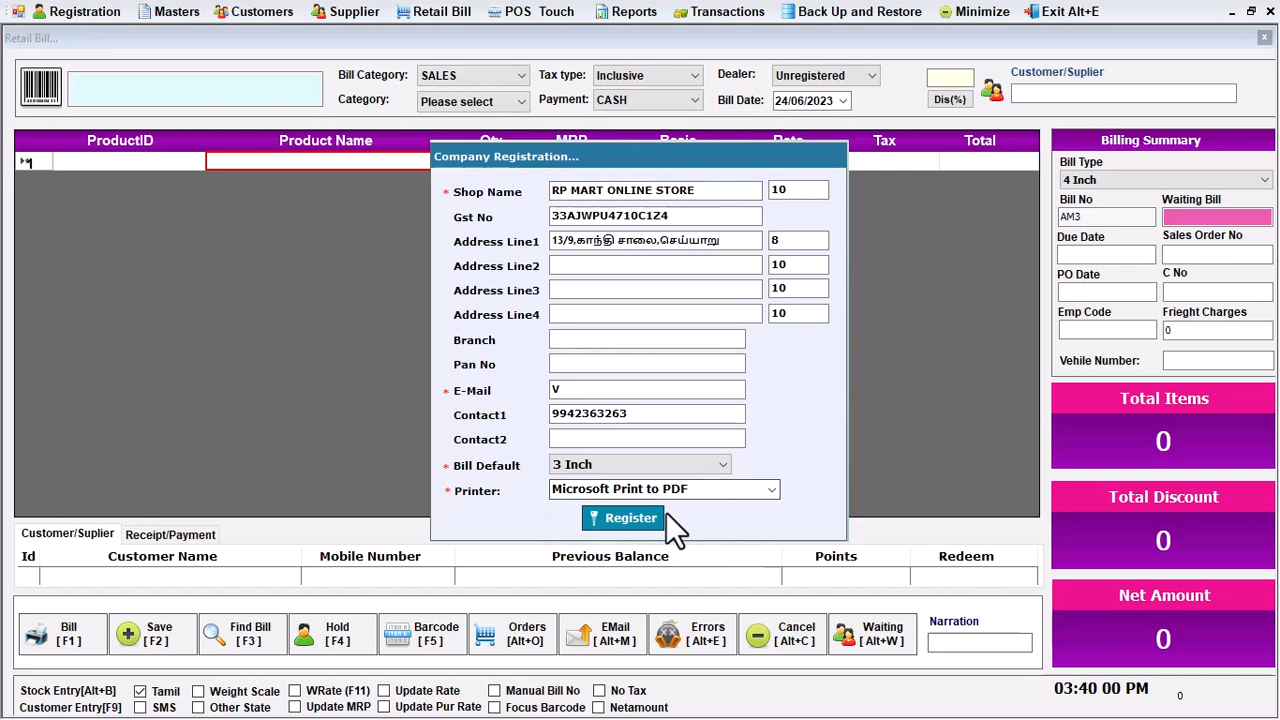 Registration Masters Customers Supplier Retail Bill POS Touch Reports Transactions Back Up and Restore Minimize Exit Alt+E
Retail Bill...
Bill Category: SALES Tax type: Inclusive Dealer: Unregistered Customer/Suplier
Category: Please select Payment: CASH Bill Date: 24/06/2023 Dis(%)
ProductID Product Name Qty MRP Basic Rate Tax Total
1
Company Registration...
* Shop Name RP MART ONLINE STORE 10
Gst No 33AJWPU4710C1Z4
Address Line1 13/9,காந்தி சாலை,செய்யாறு 8
Address Line2 10
Address Line3 10
Address Line4 10
Branch
Pan No
* E-Mail V
Contact1 9942363263
Contact2
* Bill Default 3 Inch
* Printer: Microsoft Print to PDF
Register
Billing Summary
Bill Type
4 Inch
Bill No Waiting Bill
AM3
Due Date Sales Order No
PO Date C No
Emp Code Frieght Charges
0
Vehile Number:
Total Items
0
Total Discount
0
Net Amount
0
Customer/Suplier Receipt/Payment
Id Customer Name Mobile Number Previous Balance Points Redeem
Bill [F1] Save [F2] Find Bill [F3] Hold [F4] Barcode [F5] Orders [Alt+O] EMail [Alt+M] Errors [Alt+E] Cancel [Alt+C] Waiting [Alt+W] Narration
Stock Entry[Alt+B] Tamil Weight Scale WRate (F11) Update Rate Manual Bill No No Tax
Customer Entry[F9] SMS Other State Update MRP Update Pur Rate Focus Barcode Netamount
03:40 00 PM 0